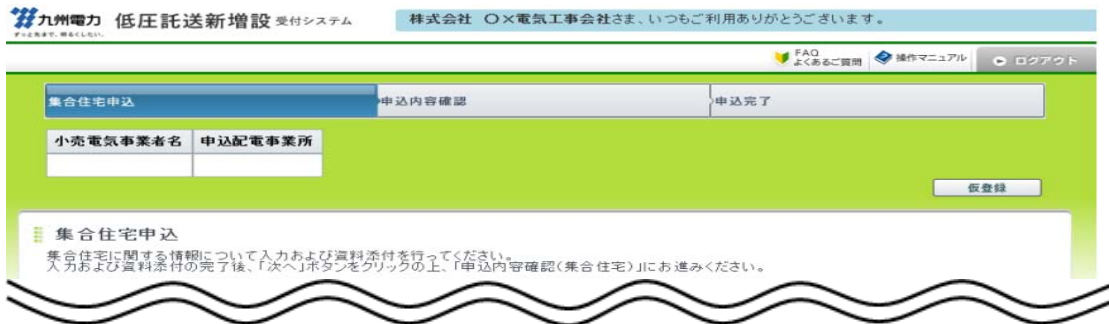 九州電力
ずっと先まで、明るくしたい。
低圧託送新増設 受付システム
株式会社 〇×電気工事会社さま、いつもご利用ありがとうございます。
FAQ
よくあるご質問
操作マニュアル
ログアウト
集合住宅申込
申込内容確認
申込完了
小売電気事業者名 申込配電事業所
仮登録
集合住宅申込
集合住宅に関する情報について入力および資料添付を行ってください。
入力および資料添付の完了後、「次へ」ボタンをクリックの上、「申込内容確認(集合住宅)」にお進みください。